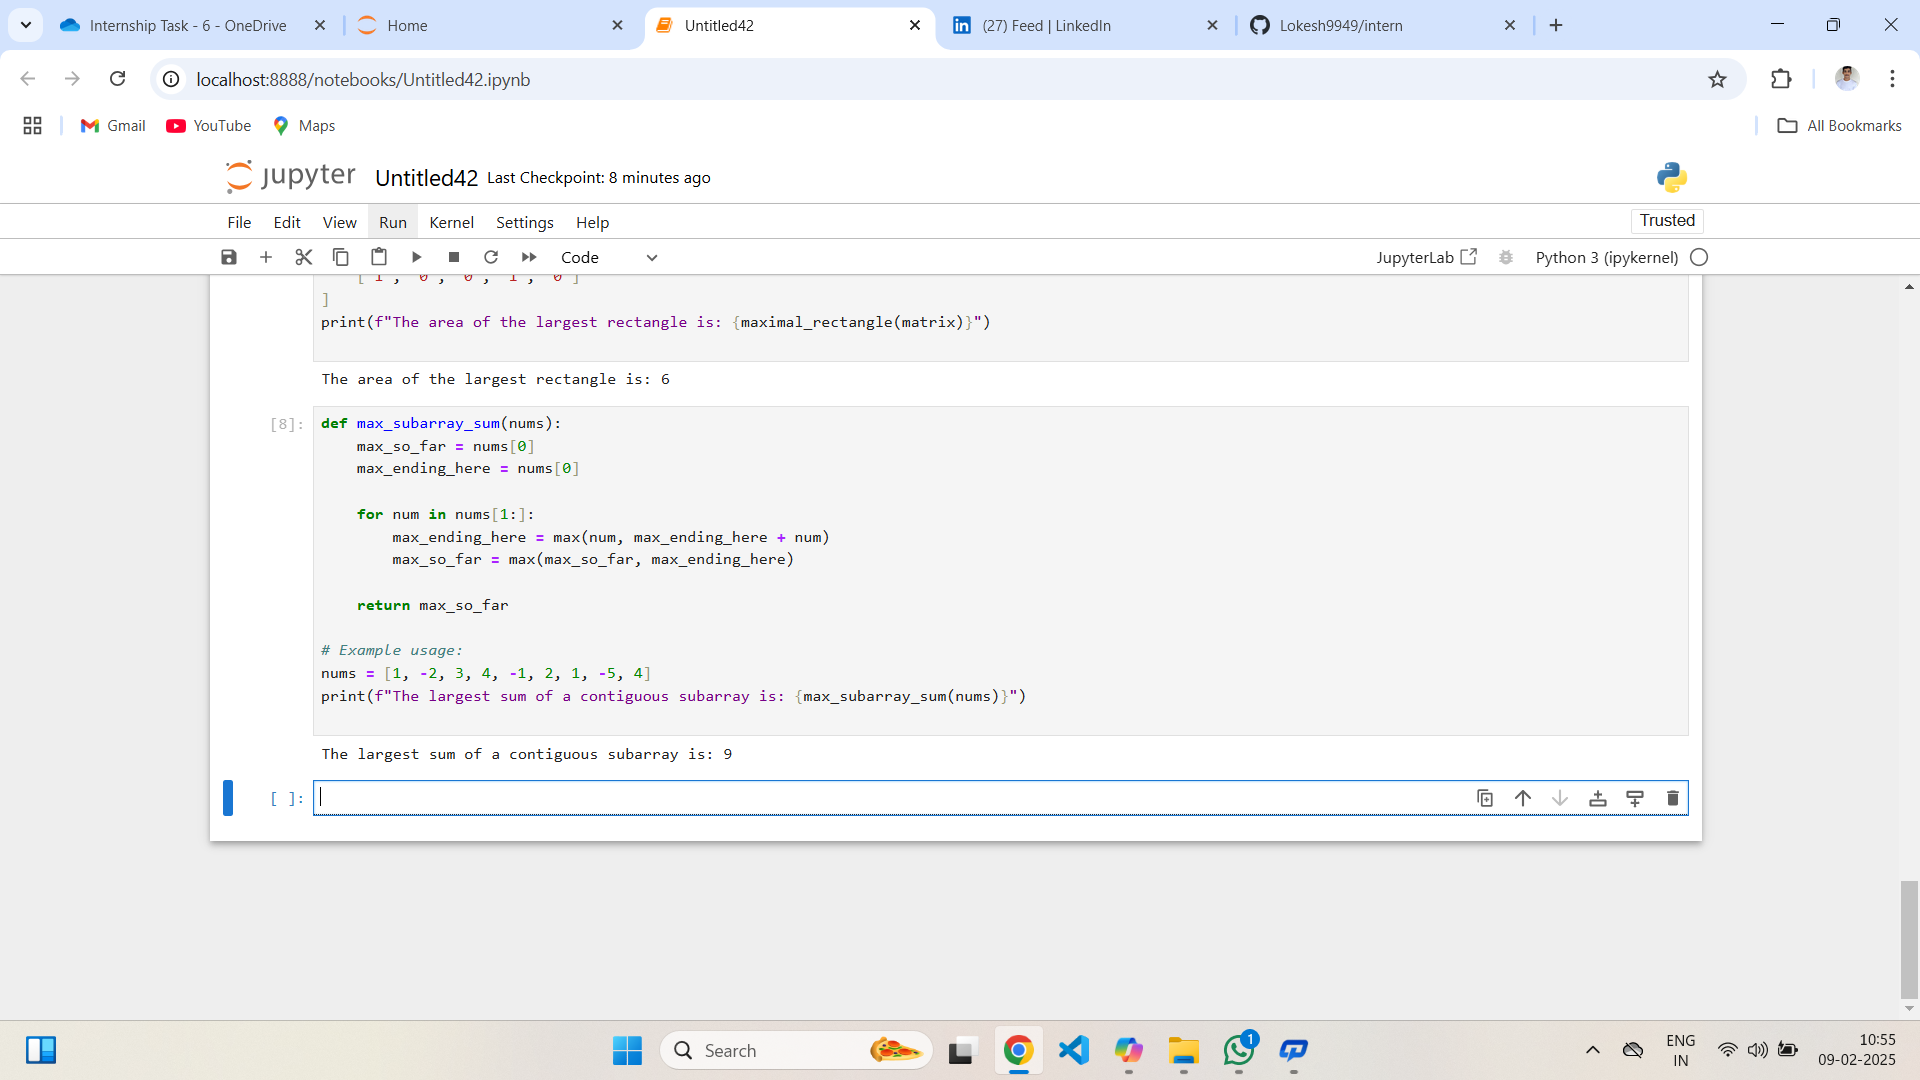 Internship Task - 6 - OneDrive
Home
Untitled42
(27) Feed | LinkedIn
Lokesh9949/intern
localhost:8888/notebooks/Untitled42.ipynb
Gmail
YouTube
Maps
All Bookmarks
jupyter
Untitled42
Last Checkpoint: 8 minutes ago
File
Edit
View
Run
Kernel
Settings
Help
Trusted
Code
JupyterLab
Python 3 (ipykernel)
['1', '0', '0', '1', '0']
]
print(f"The area of the largest rectangle is: {maximal_rectangle(matrix)}")
The area of the largest rectangle is: 6
[8]:
def max_subarray_sum(nums):
max_so_far = nums[0]
max_ending_here = nums[0]
for num in nums[1:]:
max_ending_here = max(num, max_ending_here + num)
max_so_far = max(max_so_far, max_ending_here)
return max_so_far
# Example usage:
nums = [1, -2, 3, 4, -1, 2, 1, -5, 4]
print(f"The largest sum of a contiguous subarray is: {max_subarray_sum(nums)}")
The largest sum of a contiguous subarray is: 9
[ ]:
Search
1
ENG
IN
10:55
09-02-2025